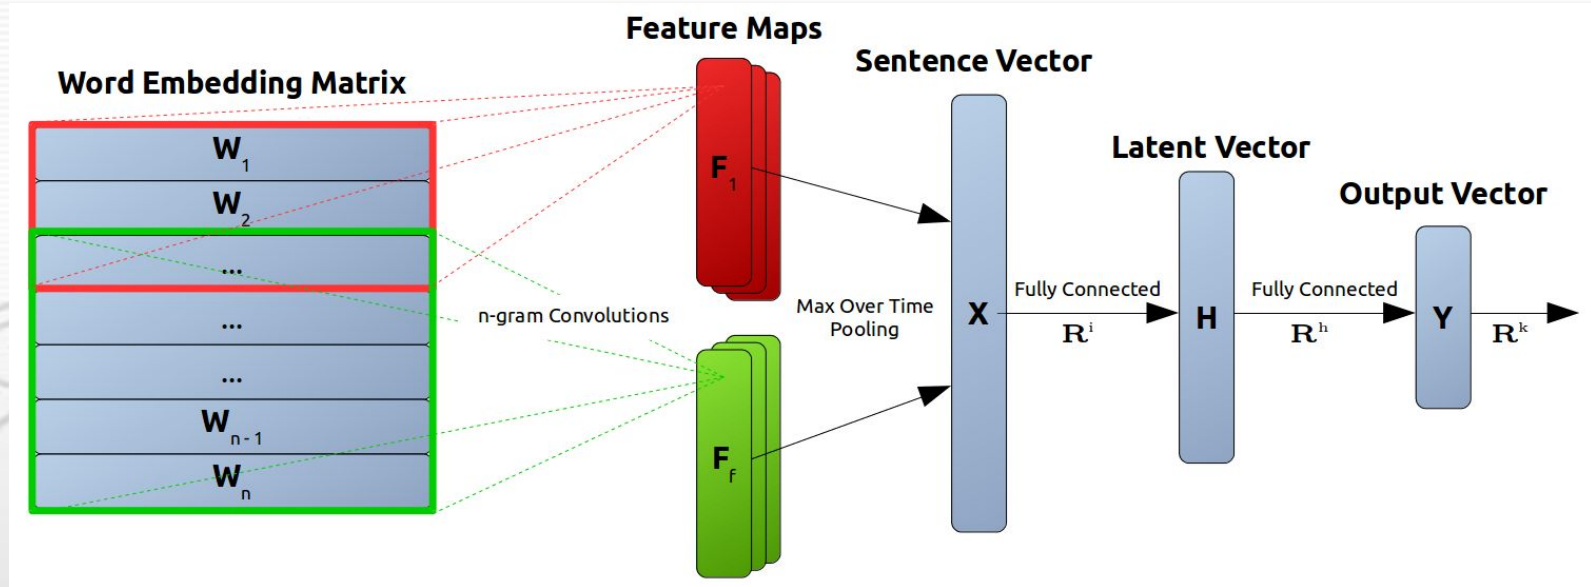 Word Embedding Matrix
W1
W2
...
...
...
Wn-1
Wn
n-gram Convolutions
Feature Maps
F1
Ff
Max Over Time
Pooling
Sentence Vector
X
Fully Connected
Ri
Latent Vector
H
Fully Connected
Rh
Output Vector
Y
Rk